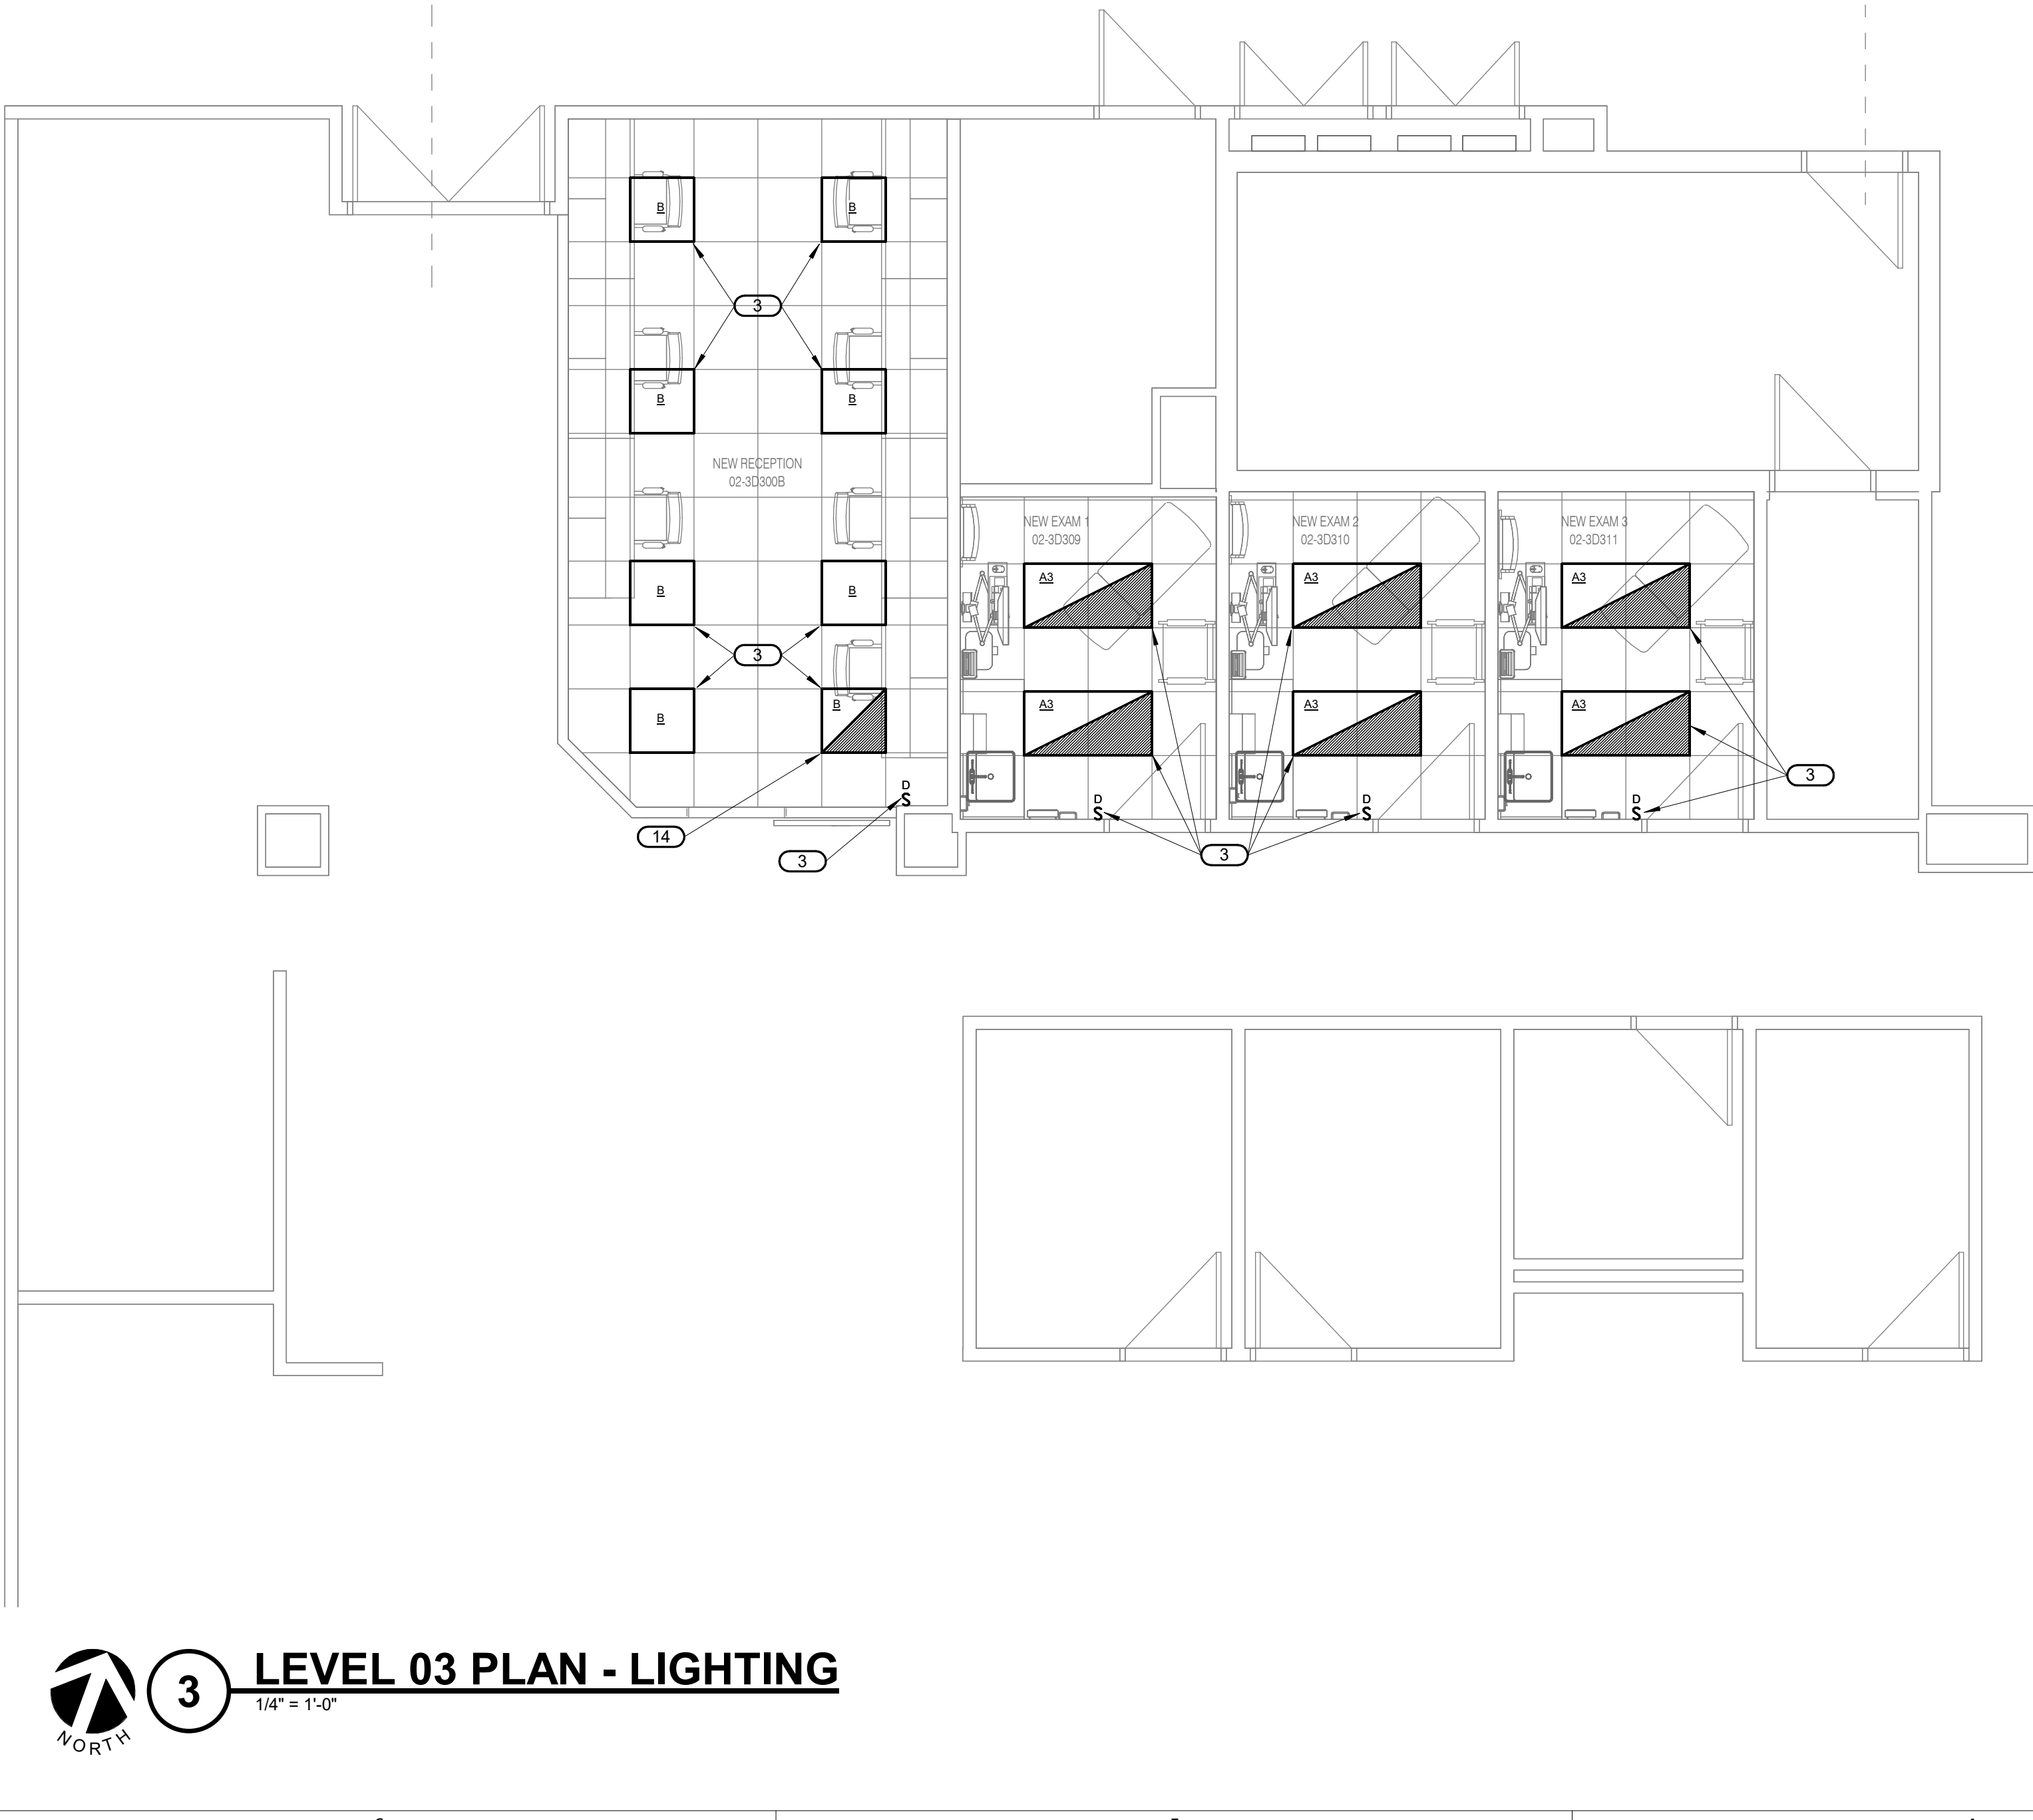 B
B
3
B
B
NEW RECEPTION
02-3D300B
NEW EXAM 1
02-3D309
NEW EXAM 2
02-3D310
NEW EXAM 3
02-3D311
A3
A3
A3
B
B
3
B
B
A3
A3
A3
3
D
S
D
S
D
S
D
S
14
3
3
3
LEVEL 03 PLAN - LIGHTING
1/4" = 1'-0"
NORTH